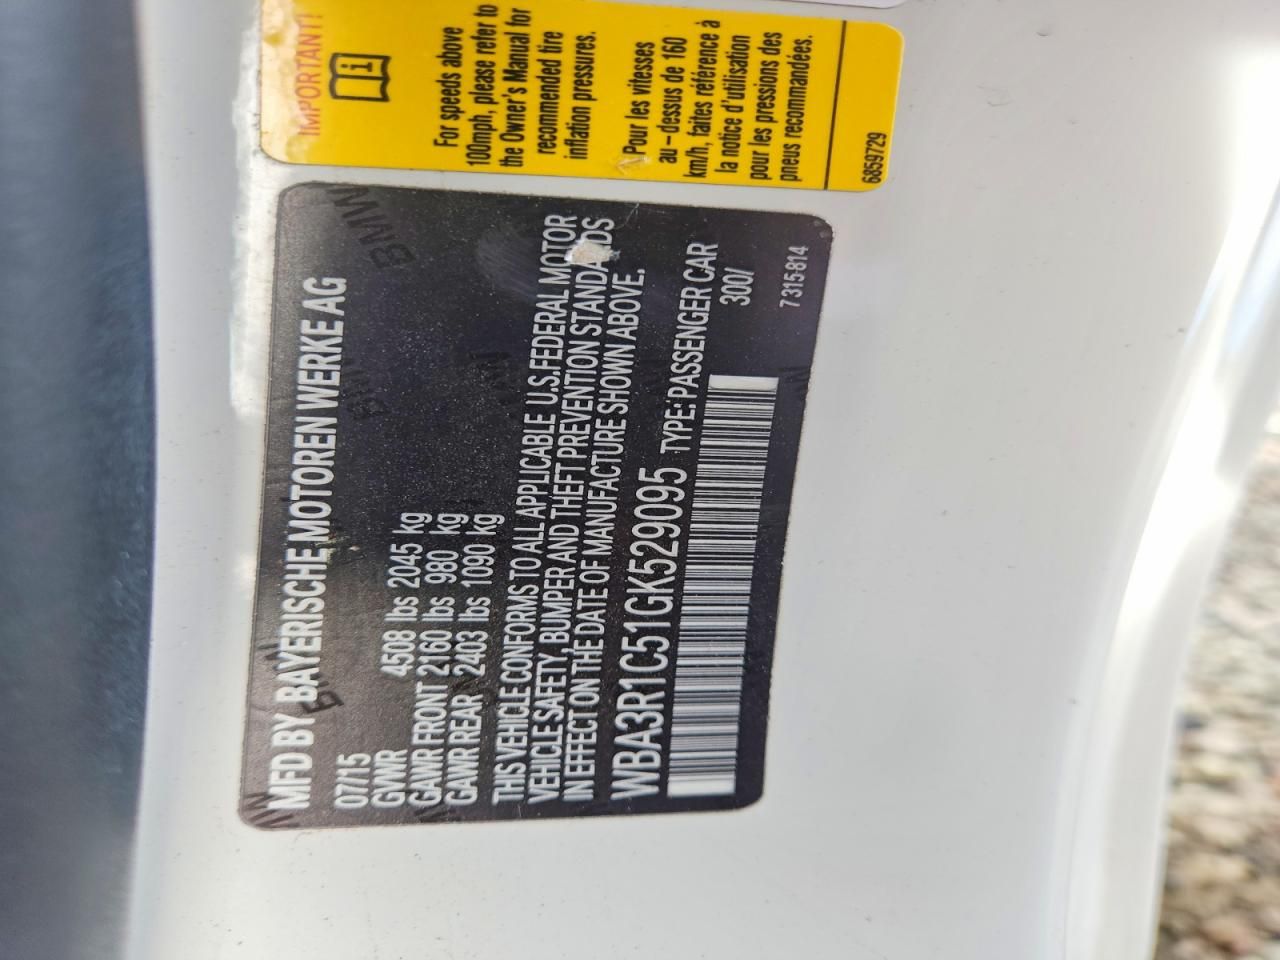 IMPORTANT!
i
For speeds above
100mph, please refer to
the Owner's Manual for
recommended tire
inflation pressures.
Pour les vitesses
au-dessus de 160
km/h, faites référence à
la notice d'utilisation
pour les pressions des
pneus recommandées.
6859729
MFD BY BAYERISCHE MOTOREN WERKE AG
07/15
GVWR 4508 lbs 2045 kg
GAWR FRONT 2160 lbs 980 kg
GAWR REAR 2403 lbs 1090 kg
THIS VEHICLE CONFORMS TO ALL APPLICABLE U.S.FEDERAL MOTOR
VEHICLE SAFETY, BUMPER AND THEFT PREVENTION STANDARDS
IN EFFECT ON THE DATE OF MANUFACTURE SHOWN ABOVE.
WBA3R1C51GK529095 TYPE: PASSENGER CAR
300/
7315814
BMW